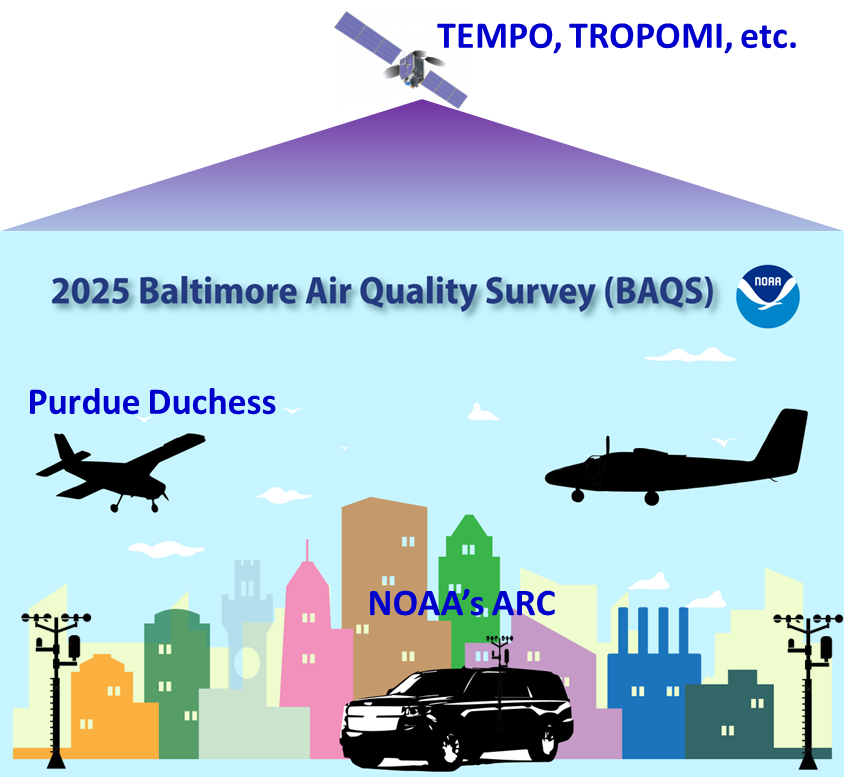 TEMPO, TROPOMI, etc.
2025 Baltimore Air Quality Survey (BAQS)
NOAA
Purdue Duchess
NOAA’s ARC